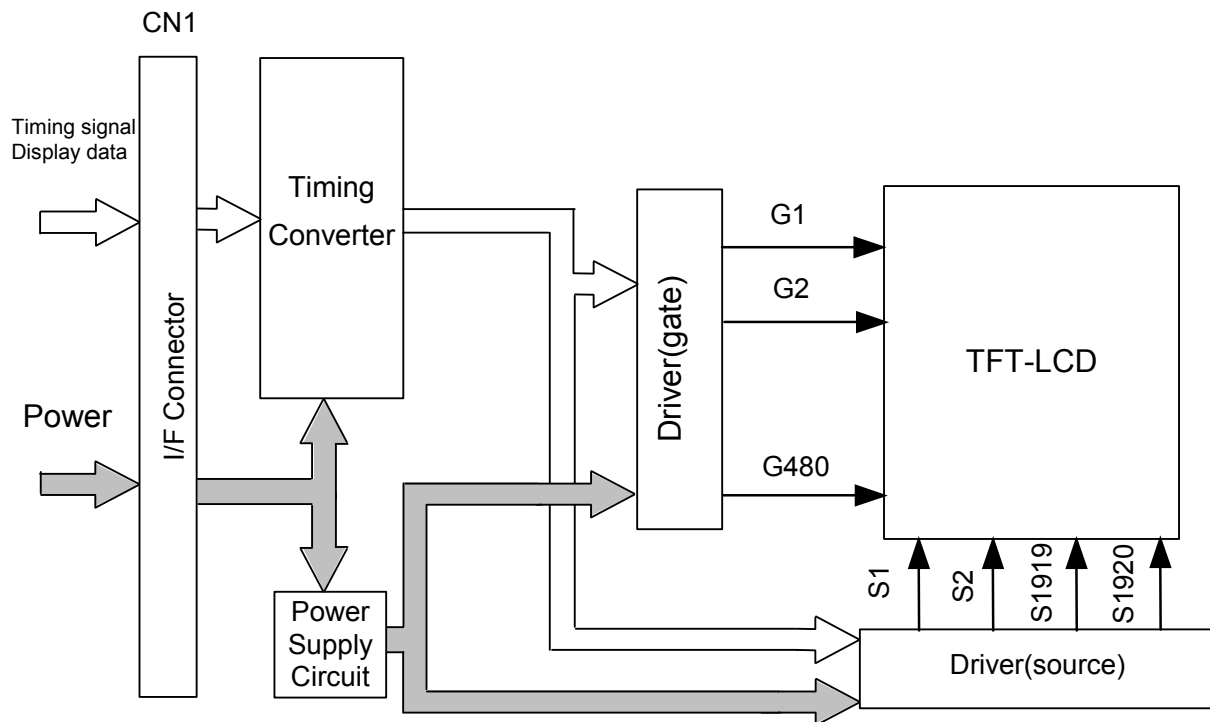 CN1
Timing signal
Display data
Power
I/F Connector
Timing
Converter
Power
Supply
Circuit
Driver(gate)
G1
G2
G480
TFT-LCD
S1
S2
S1919
S1920
Driver(source)